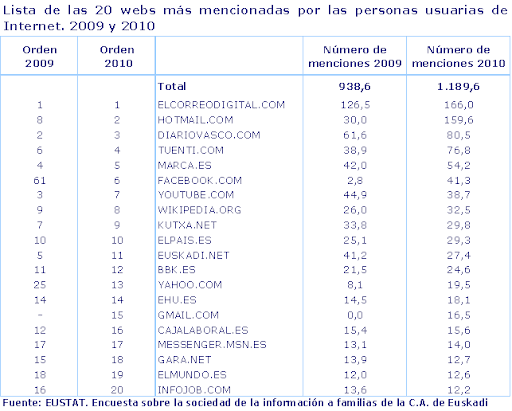 Lista de las 20 webs más mencionadas por las personas usuarias de
Internet. 2009 y 2010
Orden 2009 Orden 2010 Número de menciones 2009 Número de menciones 2010
Total 938,6 1.189,6
1 1 ELCORREODIGITAL.COM 126,5 166,0
8 2 HOTMAIL.COM 30,0 159,6
2 3 DIARIOVASCO.COM 61,6 80,5
6 4 TUENTI.COM 38,9 76,8
4 5 MARCA.ES 42,0 54,2
61 6 FACEBOOK.COM 2,8 41,3
3 7 YOUTUBE.COM 44,9 38,7
9 8 WIKIPEDIA.ORG 26,0 32,5
7 9 KUTXA.NET 33,8 29,8
10 10 ELPAIS.ES 25,1 29,3
5 11 EUSKADI.NET 41,2 27,4
11 12 BBK.ES 21,5 24,6
25 13 YAHOO.COM 8,1 19,5
14 14 EHU.ES 14,5 18,1
- 15 GMAIL.COM 0,0 16,5
12 16 CAJALABORAL.ES 15,4 15,6
17 17 MESSENGER.MSN.ES 13,1 14,0
15 18 GARA.NET 13,9 12,7
18 19 ELMUNDO.ES 12,0 12,6
16 20 INFOJOB.COM 13,6 12,2
Fuente: EUSTAT. Encuesta sobre la sociedad de la información a familias de la C.A. de Euskadi